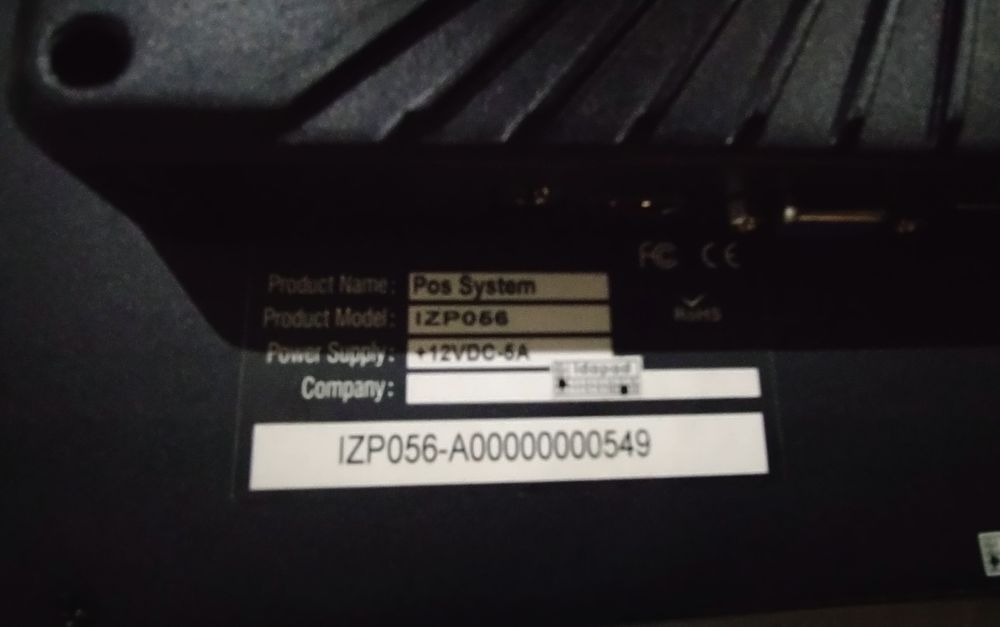 FC CE
Product Name: Pos System
Product Model: IZP056
RoHS
Power Supply: +12VDC-5A
Company:
IZP056-A00000000549